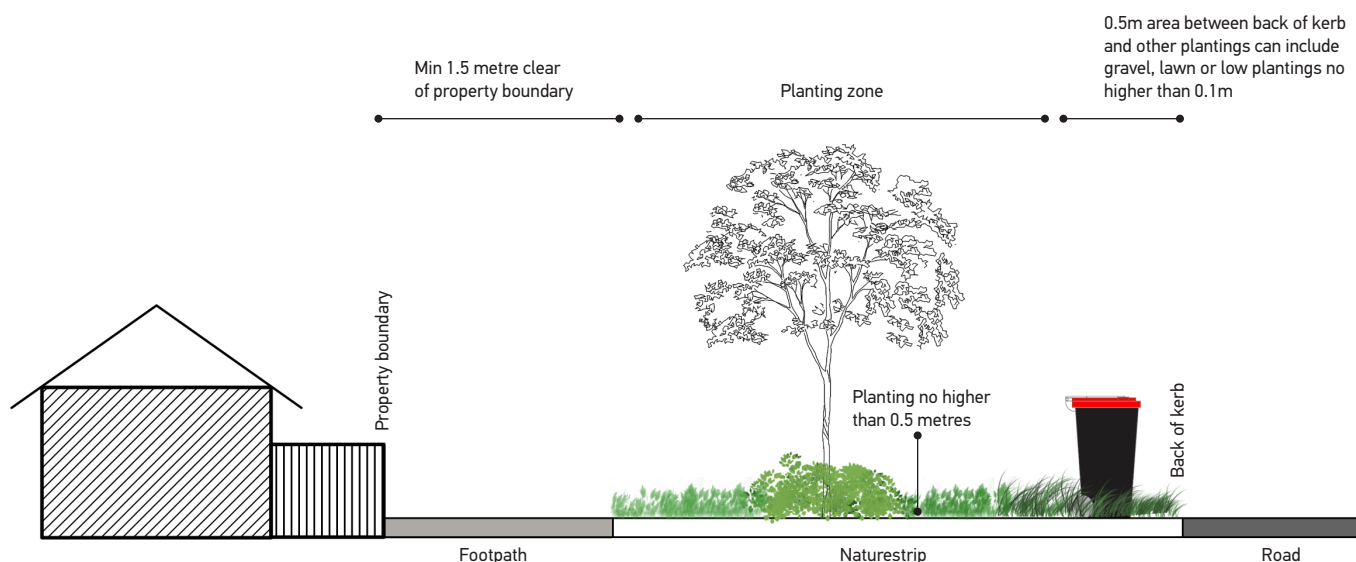 0.5m area between back of kerb
and other plantings can include
gravel, lawn or low plantings no
higher than 0.1m
Min 1.5 metre clear
of property boundary
Planting zone
Property boundary
Planting no higher
than 0.5 metres
Back of kerb
Footpath
Naturestrip
Road